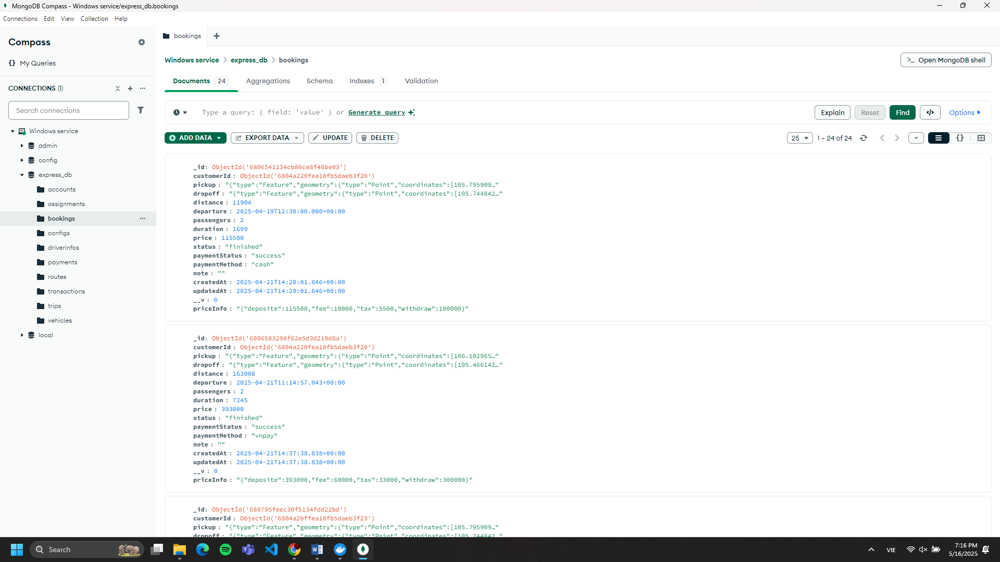 MongoDB Compass - Windows service/express_db.bookings
Connections Edit View Collection Help
Compass
bookings
My Queries
Windows service express_db bookings
Open MongoDB shell
Documents 24 Aggregations Schema Indexes 1 Validation
CONNECTIONS (1)
Search connections
Type a query: { field: 'value' } or Generate query
Explain Reset Find </> Options
ADD DATA EXPORT DATA UPDATE DELETE
25 1 – 24 of 24 {}
Windows service
admin
config
express_db
accounts
assignments
bookings
configs
driverinfos
payments
routes
transactions
trips
vehicles
local
_id: ObjectId('6806541134cb80ce8f46be03')
customerId : ObjectId('6804a220fea18fb5daeb3f20')
pickup : "{"type":"Feature","geometry":{"type":"Point","coordinates":[105.795909…"
dropoff : "{"type":"Feature","geometry":{"type":"Point","coordinates":[105.744842…"
distance : 11904
departure : 2025-04-19T12:30:00.000+00:00
passengers : 2
duration : 1699
price : 115500
status : "finished"
paymentStatus : "success"
paymentMethod : "cash"
note : ""
createdAt : 2025-04-21T14:20:01.646+00:00
updatedAt : 2025-04-21T14:20:01.646+00:00
__v : 0
priceInfo : "{"deposite":115500,"fee":10000,"tax":5500,"withdraw":100000}"
_id: ObjectId('6806583298f62e5d3d219d8a')
customerId : ObjectId('6804a220fea18fb5daeb3f20')
pickup : "{"type":"Feature","geometry":{"type":"Point","coordinates":[106.102965…"
dropoff : "{"type":"Feature","geometry":{"type":"Point","coordinates":[105.466142…"
distance : 163008
departure : 2025-04-21T11:14:57.043+00:00
passengers : 2
duration : 7245
price : 393000
status : "finished"
paymentStatus : "success"
paymentMethod : "vnpay"
note : ""
createdAt : 2025-04-21T14:37:38.838+00:00
updatedAt : 2025-04-21T14:37:38.838+00:00
__v : 0
priceInfo : "{"deposite":393000,"fee":60000,"tax":33000,"withdraw":300000}"
_id: ObjectId('680795feec30f5134fdd22bd')
customerId : ObjectId('6804a2bffea18fb5daeb3f23')
pickup : "{"type":"Feature","geometry":{"type":"Point","coordinates":[105.795909…"
dropoff : "{"type":"Feature","geometry":{"type":"Point","coordinates":[105.744842…"
Search
VIE
7:16 PM
5/16/2025